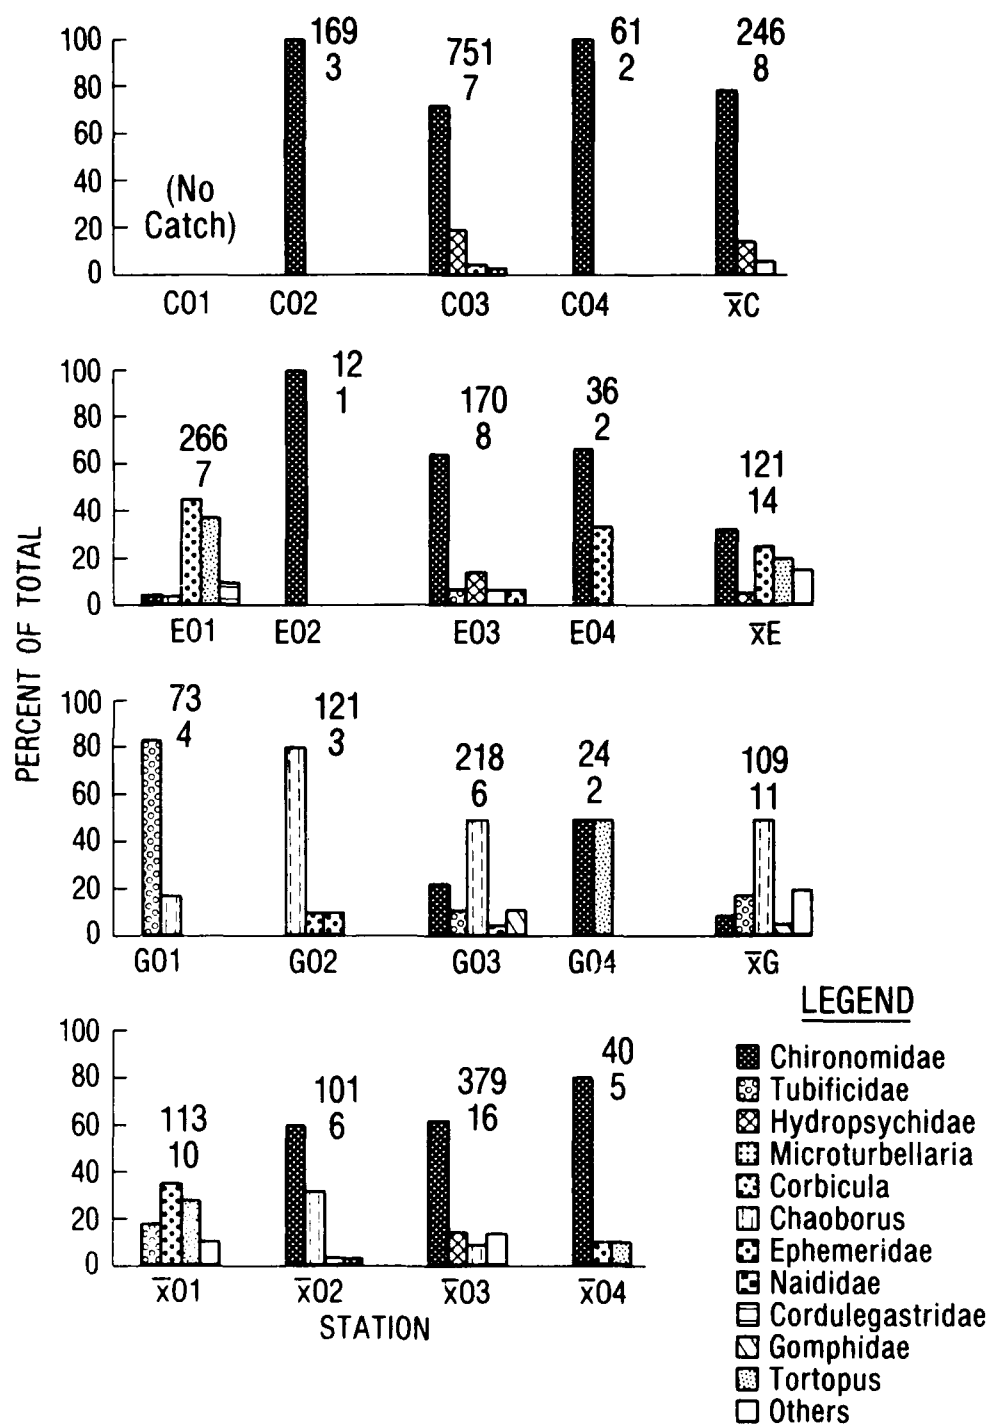 100
80
60
40
20
0
(No
Catch)
169
3
751
7
61
2
246
8
C01 C02 C03 C04 x̅C
100
80
60
40
20
0
266
7
12
1
170
8
36
2
121
14
E01 E02 E03 E04 x̅E
PERCENT OF TOTAL
100
80
60
40
20
0
73
4
121
3
218
6
24
2
109
11
G01 G02 G03 G04 x̅G
100
80
60
40
20
0
113
10
101
6
379
16
40
5
x̅01 x̅02 x̅03 x̅04
STATION
LEGEND
Chironomidae
Tubificidae
Hydropsychidae
Microturbellaria
Corbicula
Chaoborus
Ephemeridae
Naididae
Cordulegastridae
Gomphidae
Tortopus
Others